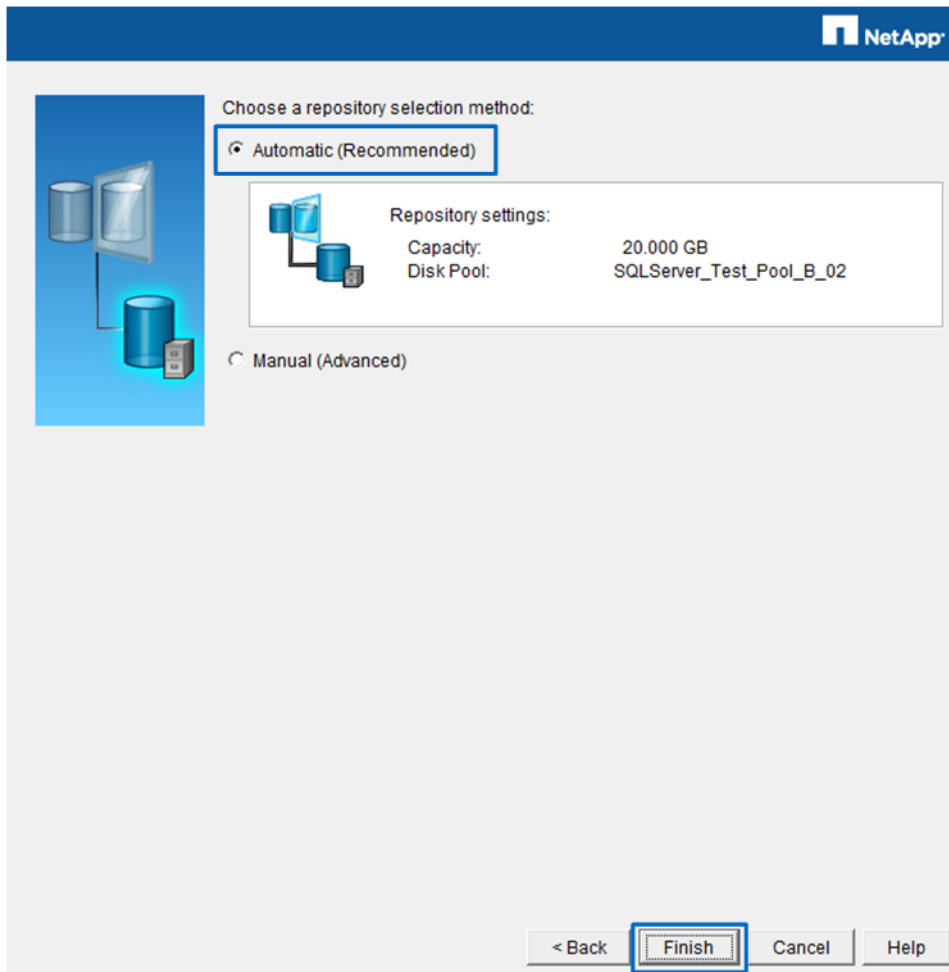 NetApp
Choose a repository selection method:
Automatic (Recommended)
Repository settings:
Capacity: 20.000 GB
Disk Pool: SQLServer_Test_Pool_B_02
Manual (Advanced)
< Back Finish Cancel Help